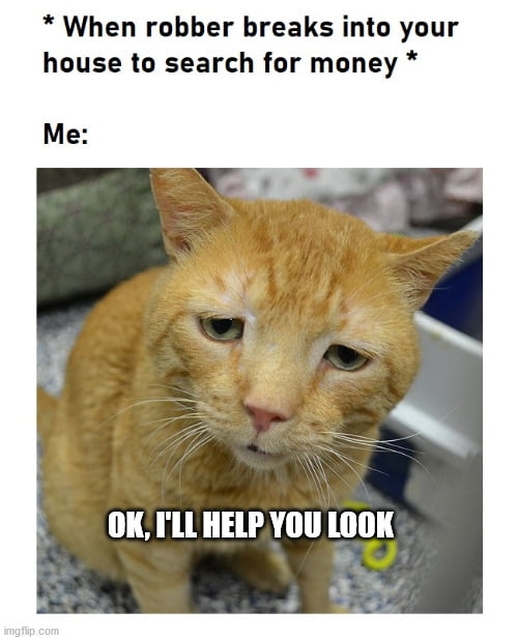 * When robber breaks into your
house to search for money *
Me:
OK, I'LL HELP YOU LOOK
imgflip.com